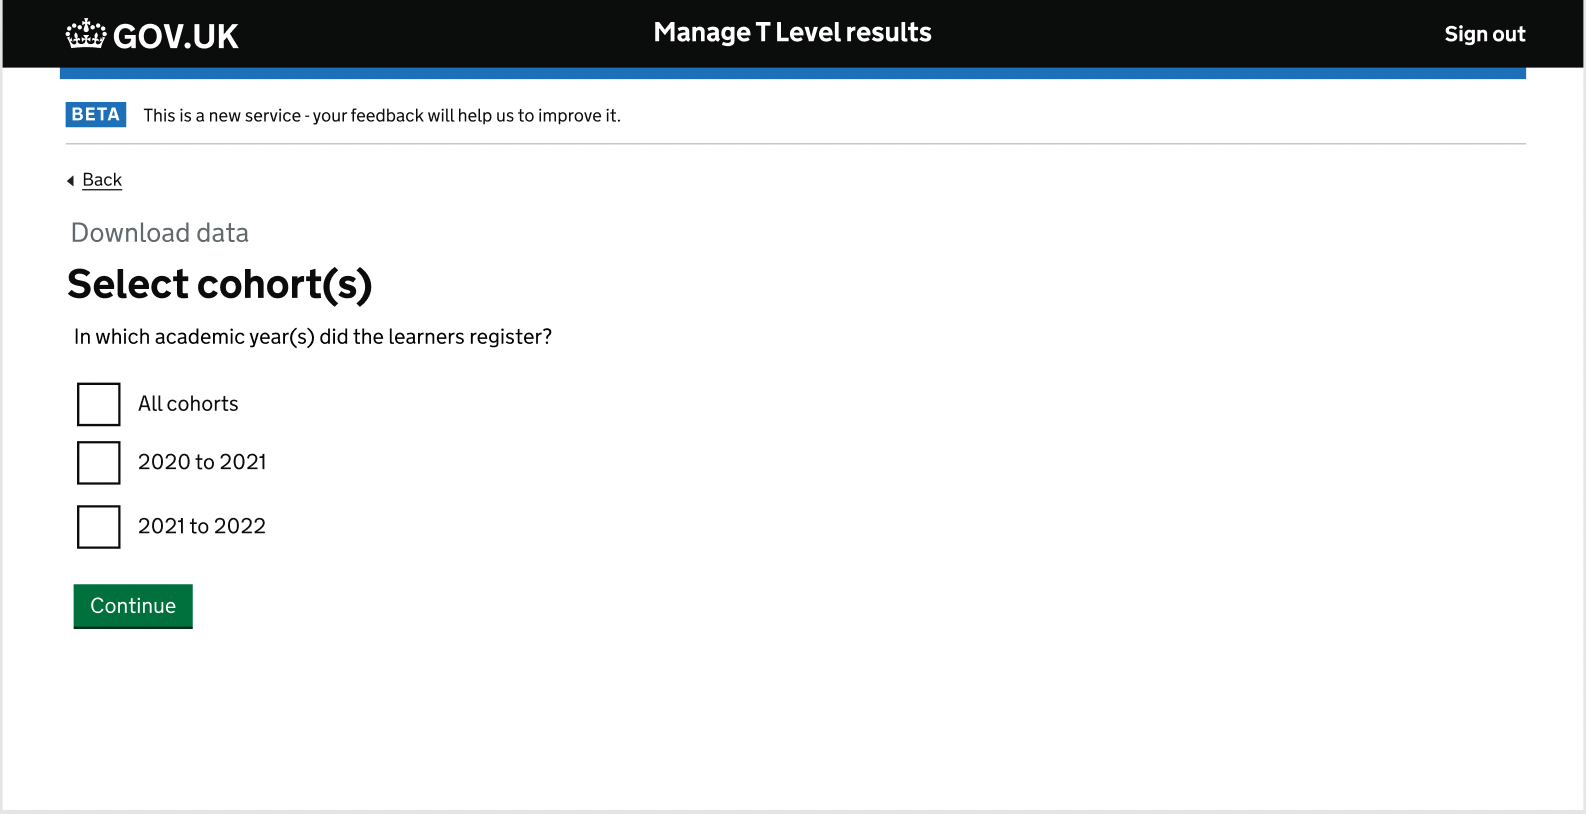 GOV.UK
Manage T Level results
Sign out
BETA This is a new service - your feedback will help us to improve it.
Back
Download data
Select cohort(s)
In which academic year(s) did the learners register?
All cohorts
2020 to 2021
2021 to 2022
Continue